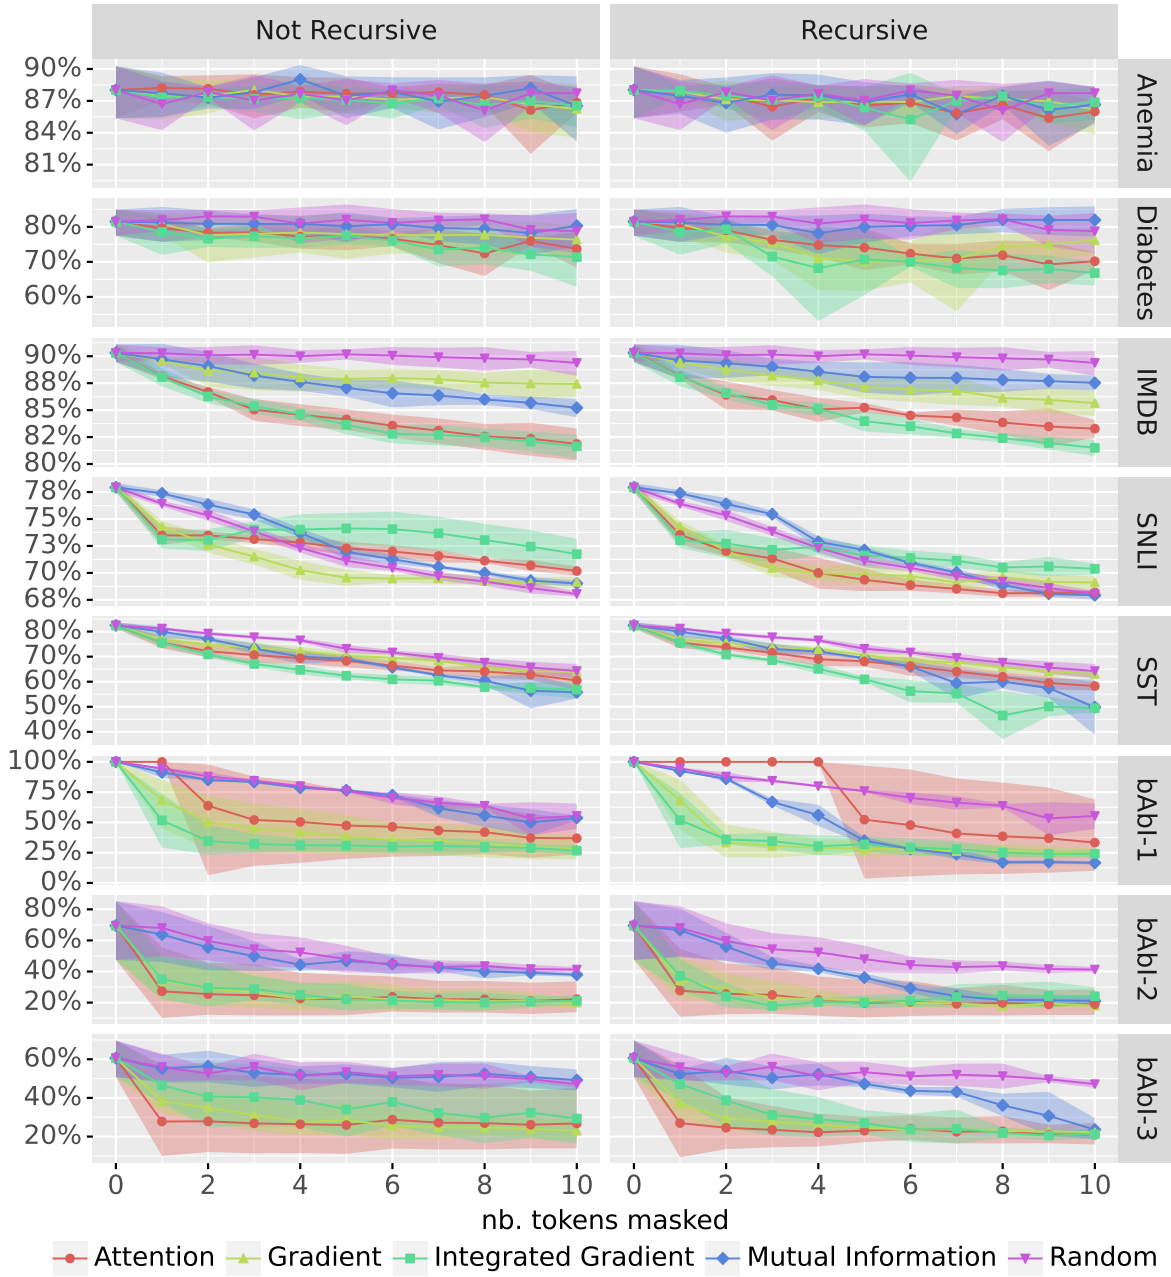 Not Recursive
Recursive
90%
87%
84%
81%
Anemia
80%
70%
60%
Diabetes
90%
88%
85%
82%
80%
IMDB
78%
75%
73%
70%
68%
SNLI
80%
70%
60%
50%
40%
SST
100%
75%
50%
25%
0%
bAbI-1
80%
60%
40%
20%
bAbI-2
60%
40%
20%
bAbI-3
0 2 4 6 8 10 0 2 4 6 8 10
nb. tokens masked
Attention Gradient Integrated Gradient Mutual Information Random